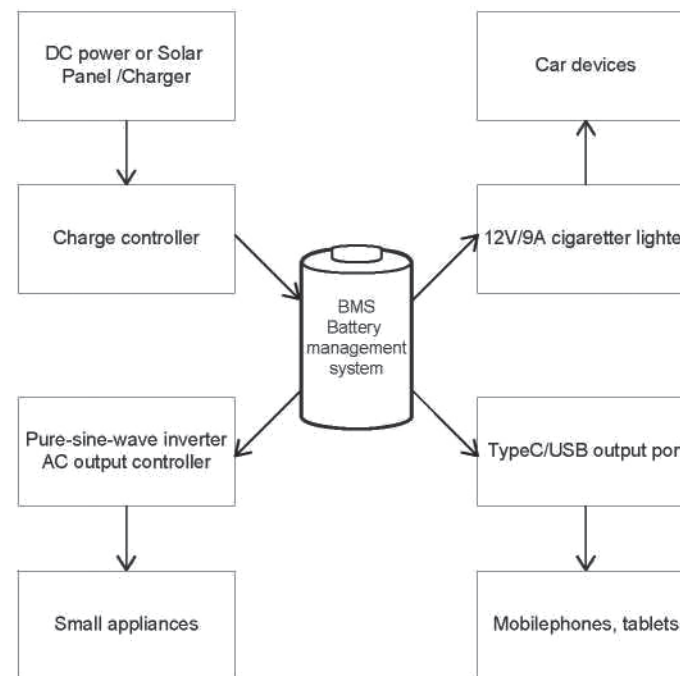 DC power or Solar
Panel /Charger
Car devices
Charge controller
12V/9A cigaretter lighte
BMS
Battery
management
system
Pure-sine-wave inverter
AC output controller
TypeC/USB output por
Small appliances
Mobilephones, tablets